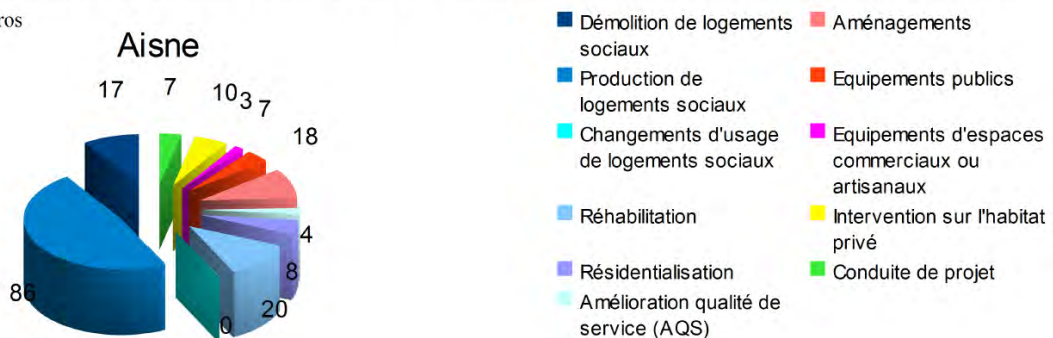 ros
Aisne
17
7
10
3
7
18
4
8
20
0
86
Démolition de logements
sociaux
Production de
logements sociaux
Changements d'usage
de logements sociaux
Réhabilitation
Résidentialisation
Amélioration qualité de
service (AQS)
Aménagements
Equipements publics
Equipements d'espaces
commerciaux ou
artisanaux
Intervention sur l'habitat
privé
Conduite de projet